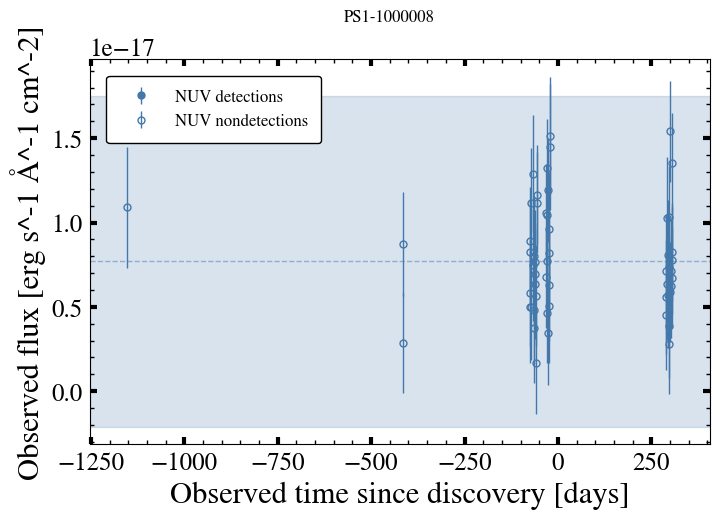 PS1-1000008
1e−17
NUV detections
NUV nondetections
1.5
1.0
0.5
0.0
Observed flux [erg s^-1 Å^-1 cm^-2]
−1250 −1000 −750 −500 −250 0 250
Observed time since discovery [days]